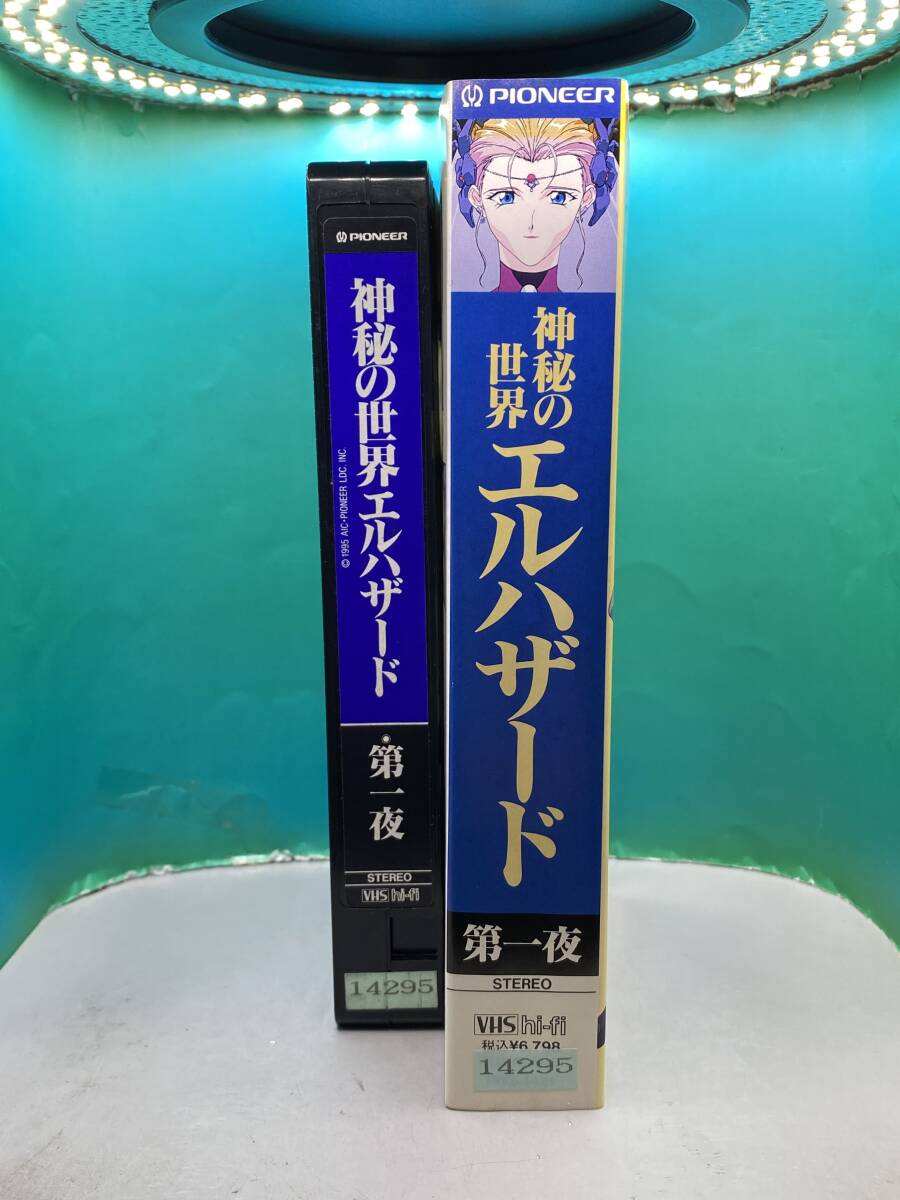 PIONEER
神秘の世界エルハザード
©1995 AIC・PIONEER LDC, INC.
・第一夜
STEREO
VHS hi-fi
14295
PIONEER
神秘の
世界
エルハザード
第一夜
STEREO
VHS hi-fi
税込¥6,798
14295